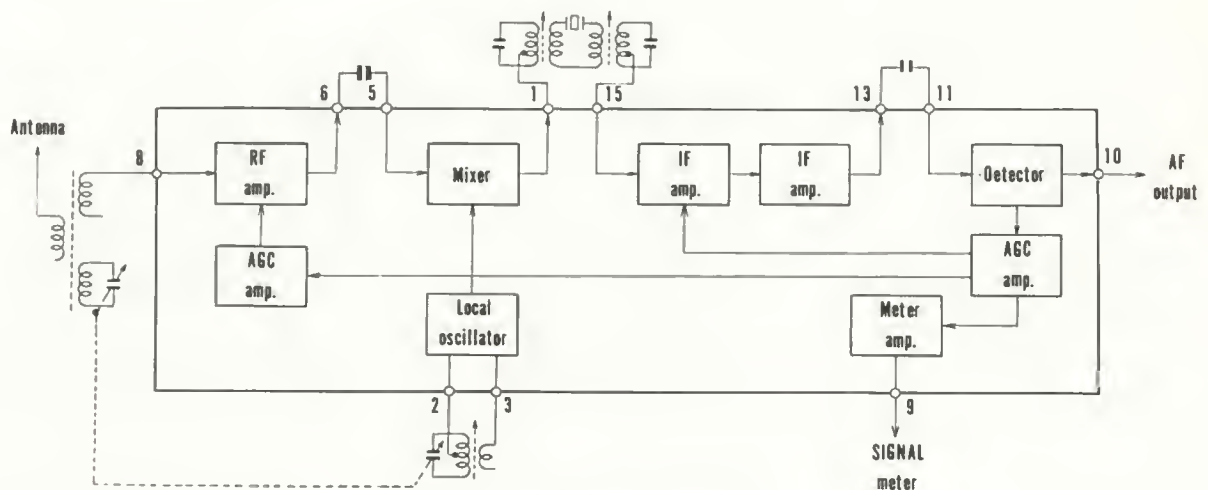 6
5
1
15
13
11
Antenna
8
RF
amp.
Mixer
IF
amp.
IF
amp.
Detector
10
AF
output
AGC
amp.
AGC
amp.
Local
oscillator
Meter
amp.
2
3
9
SIGNAL
meter